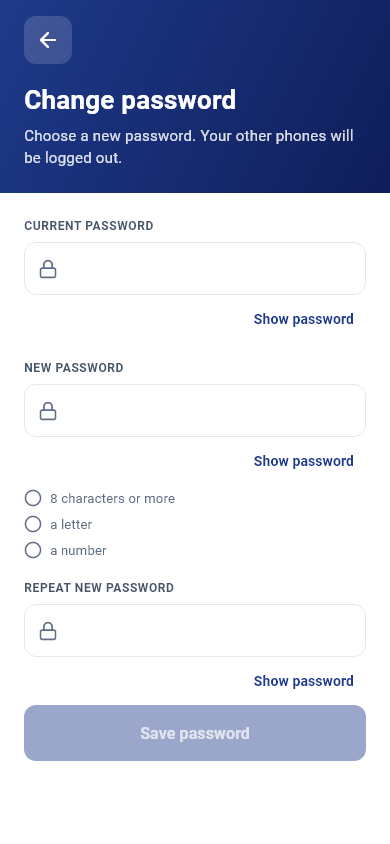 Change password
Choose a new password. Your other phones will
be logged out.
CURRENT PASSWORD
Show password
NEW PASSWORD
Show password
8 characters or more
a letter
a number
REPEAT NEW PASSWORD
Show password
Save password